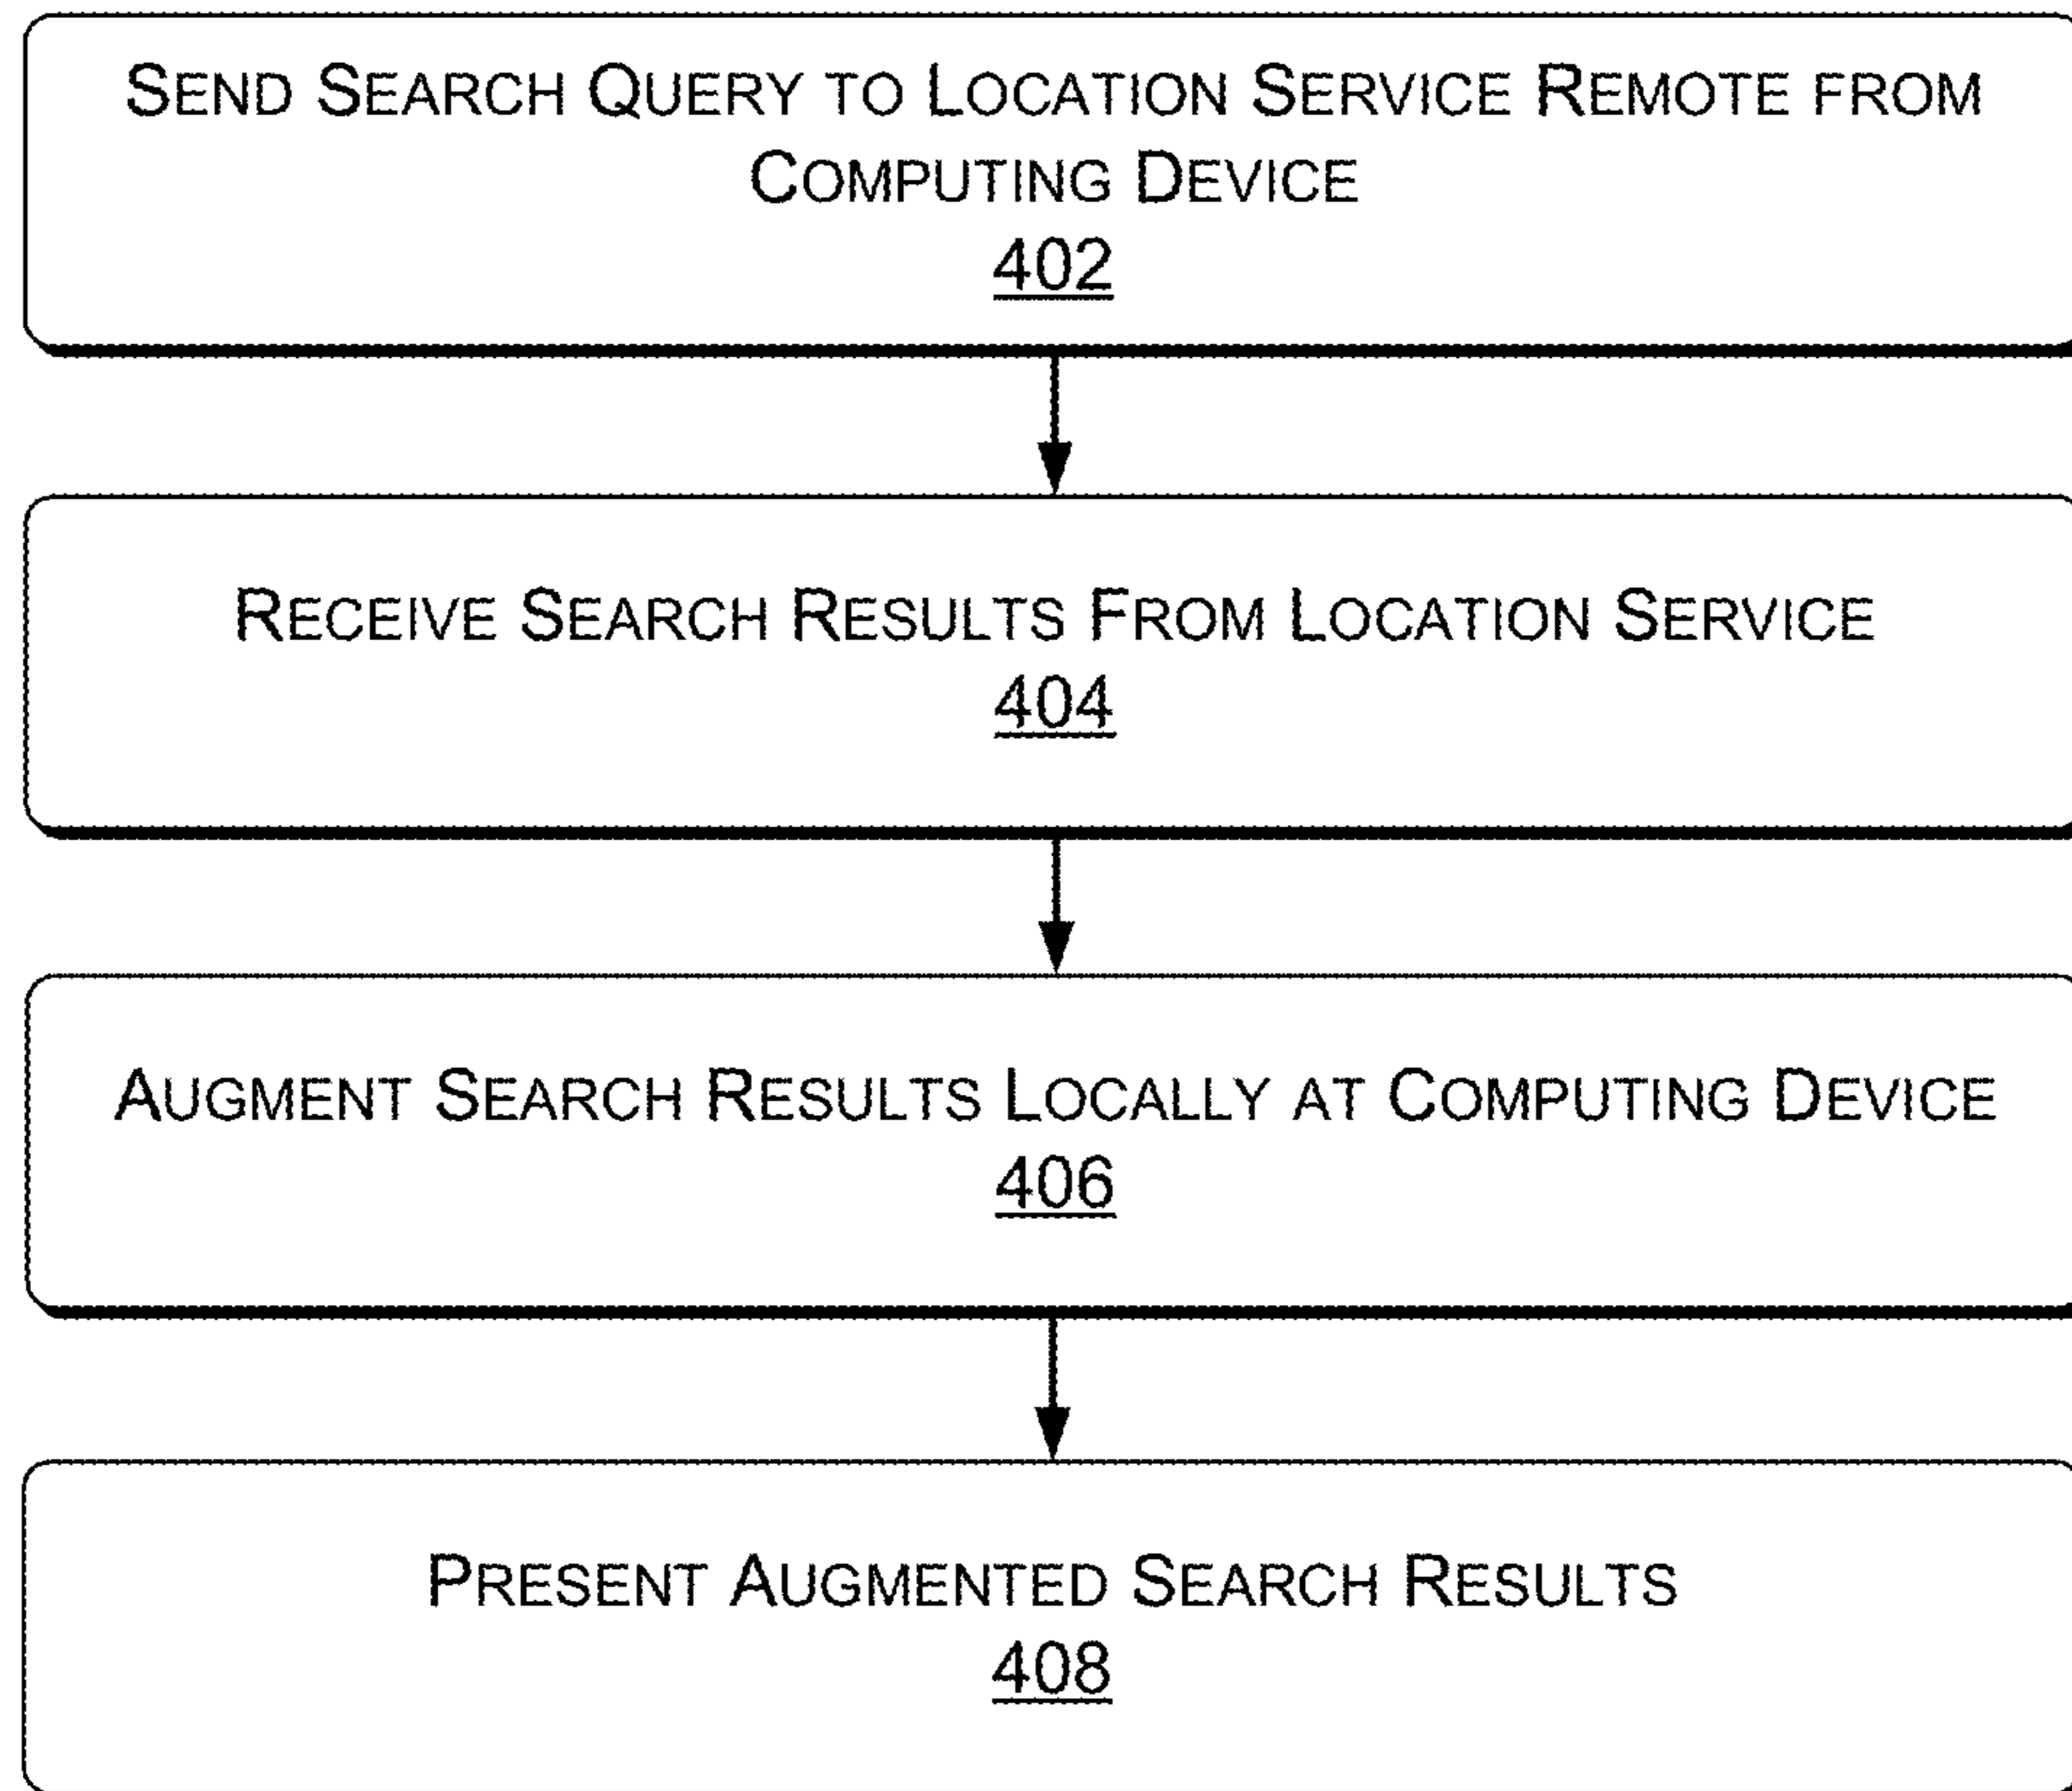 SEND SEARCH QUERY TO LOCATION SERVICE REMOTE FROM
COMPUTING DEVICE
402
RECEIVE SEARCH RESULTS FROM LOCATION SERVICE
404
AUGMENT SEARCH RESULTS LOCALLY AT COMPUTING DEVICE
406
PRESENT AUGMENTED SEARCH RESULTS
408